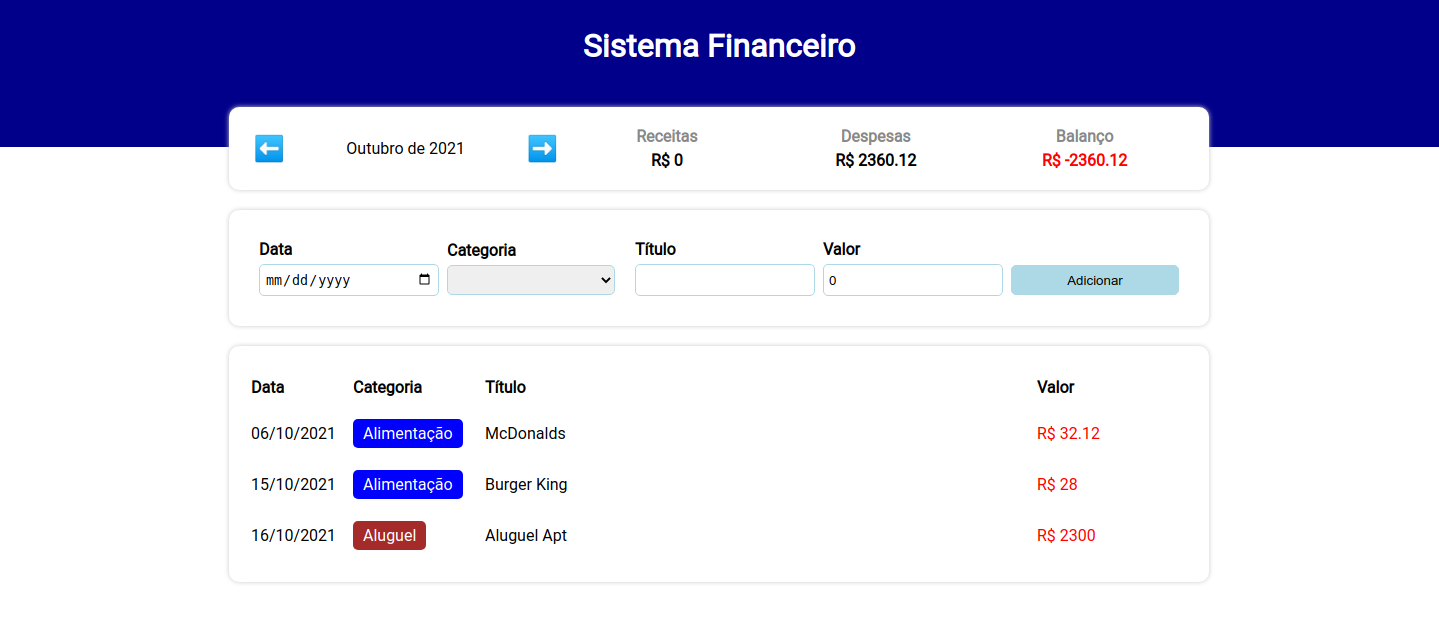 Sistema Financeiro
Outubro de 2021
Receitas Despesas Balanço
R$ 0 R$ 2360.12 R$ -2360.12
Data Categoria Título Valor
mm/dd/yyyy 0 Adicionar
Data Categoria Título Valor
06/10/2021 Alimentação McDonalds R$ 32.12
15/10/2021 Alimentação Burger King R$ 28
16/10/2021 Aluguel Aluguel Apt R$ 2300